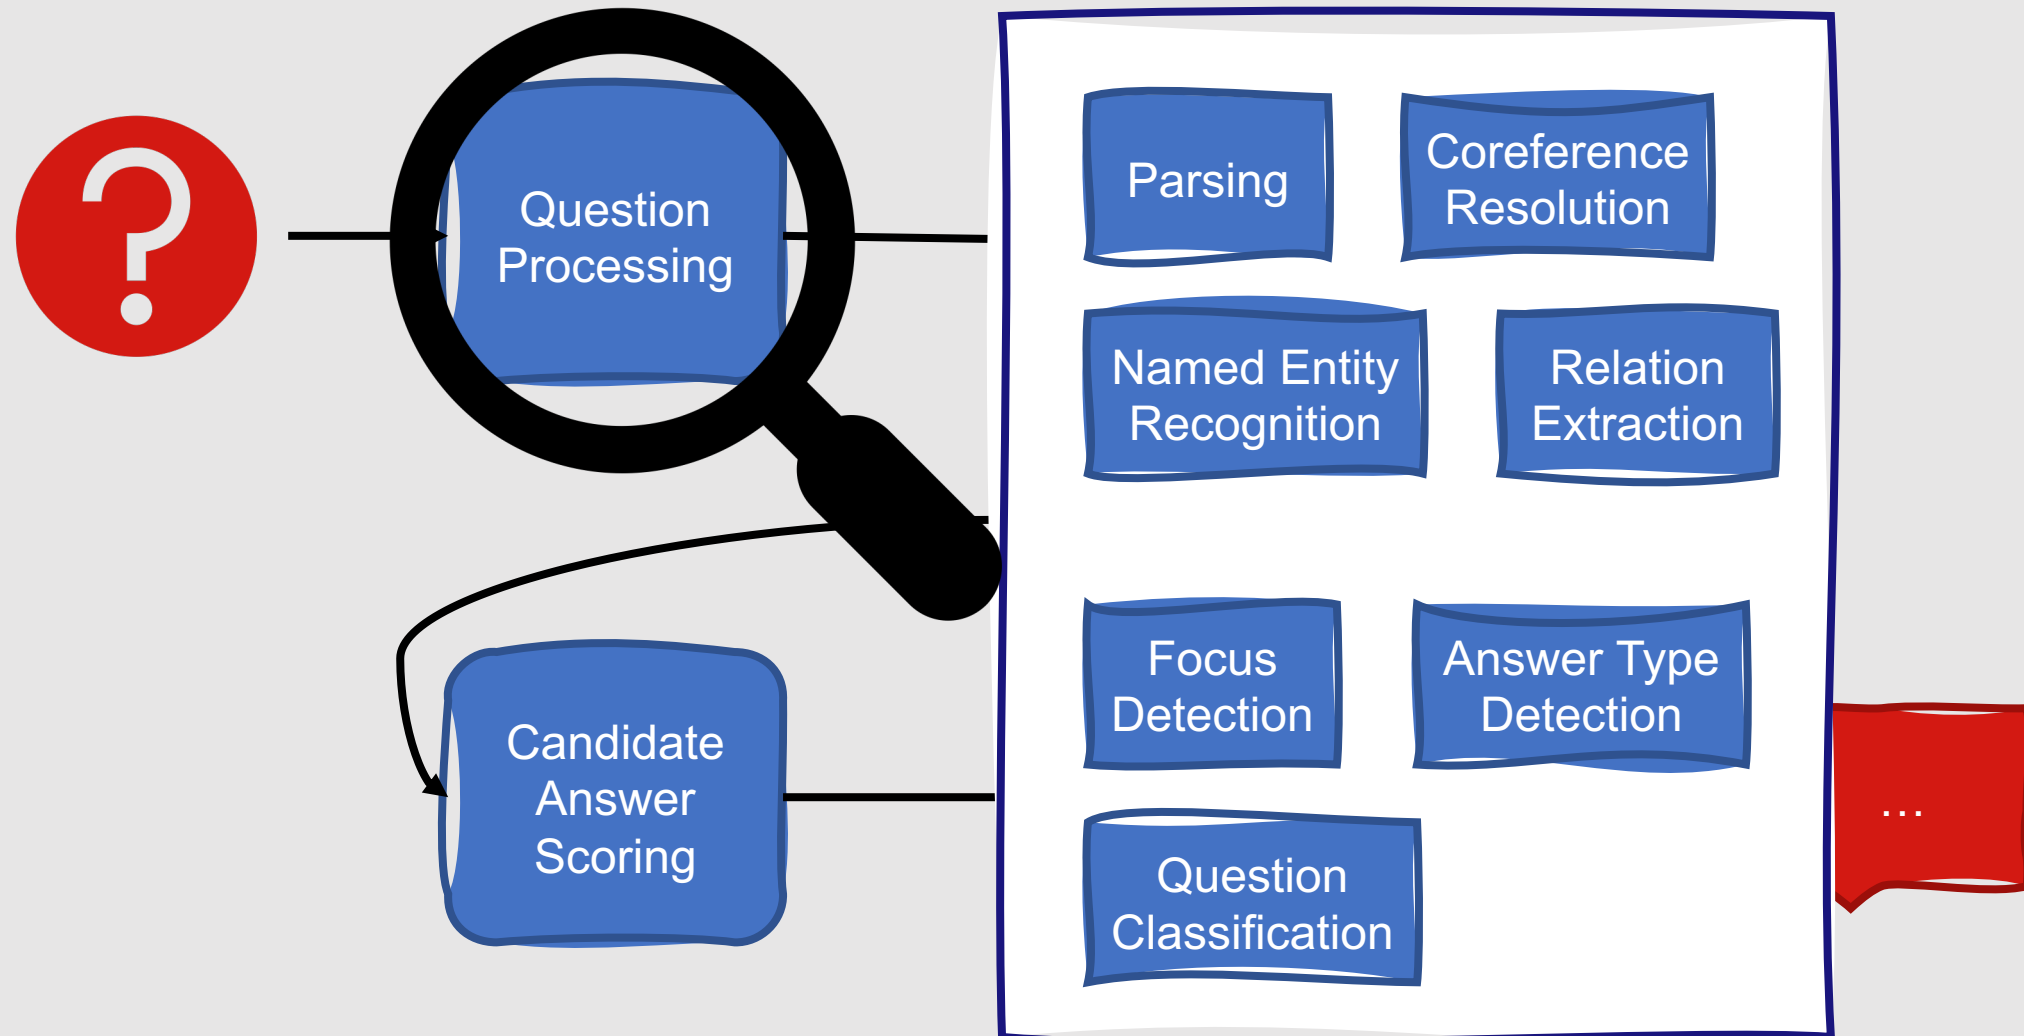 ?
Question
Processing
Parsing
Coreference
Resolution
Named Entity
Recognition
Relation
Extraction
Focus
Detection
Answer Type
Detection
Candidate
Answer
Scoring
Question
Classification
...